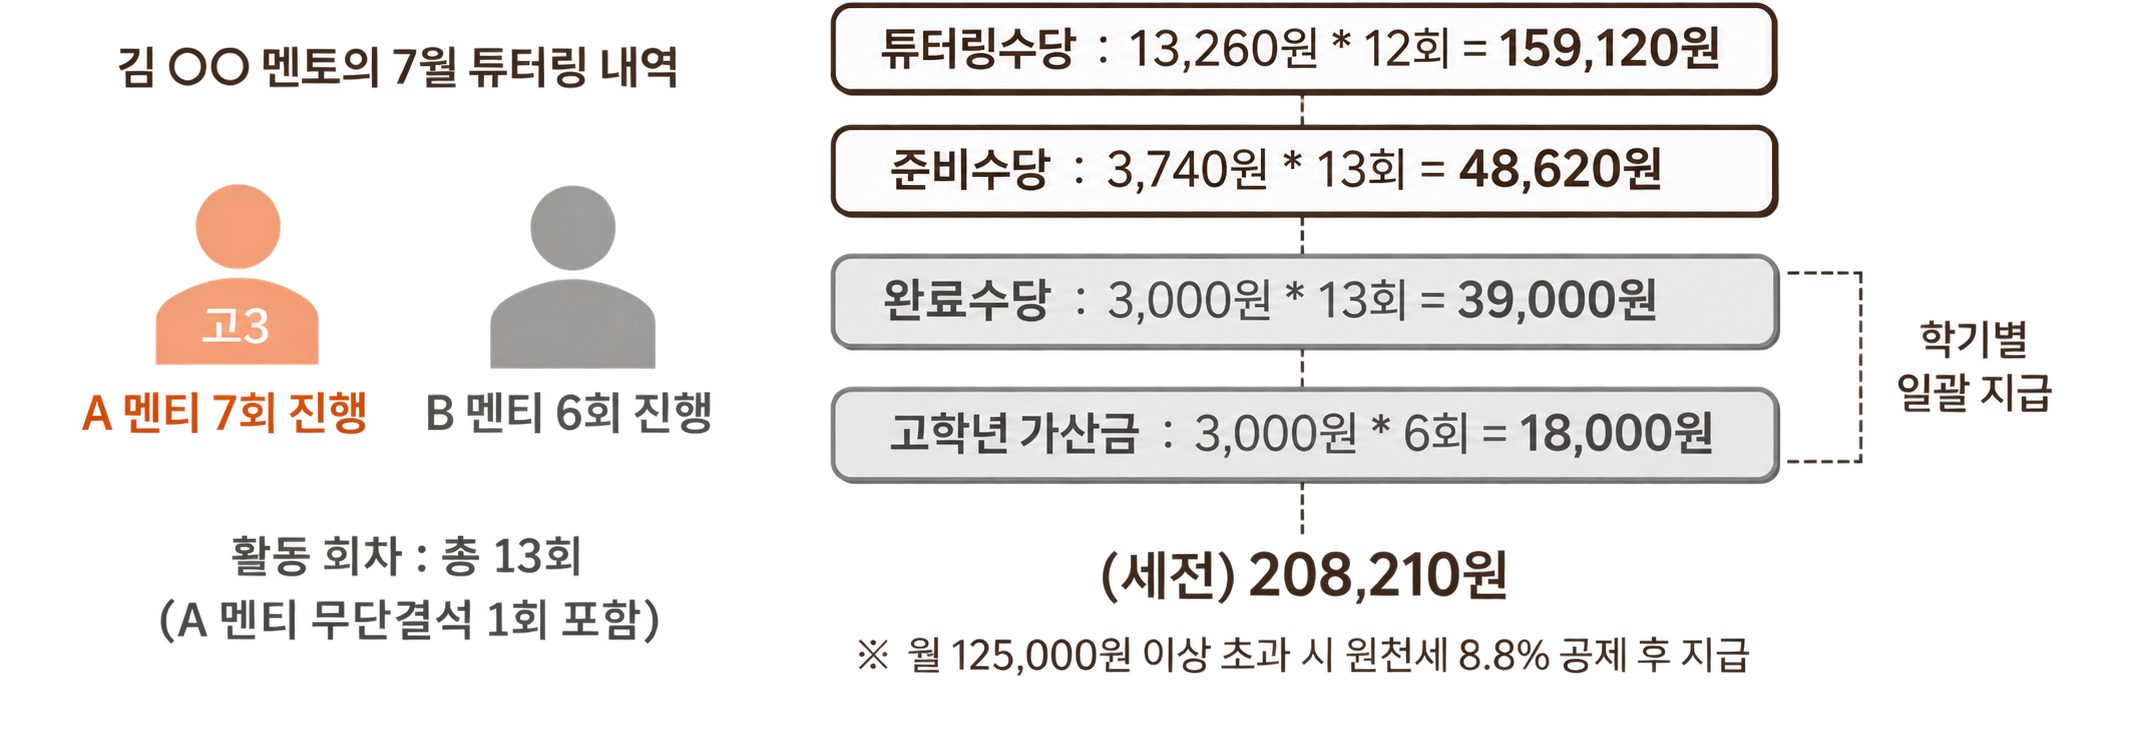 김 〇〇 멘토의 7월 튜터링 내역
고3
A 멘티 7회 진행
B 멘티 6회 진행
활동 회차 : 총 13회
(A 멘티 무단결석 1회 포함)
튜터링수당 : 13,260원 * 12회 = 159,120원
준비수당 : 3,740원 * 13회 = 48,620원
완료수당 : 3,000원 * 13회 = 39,000원
고학년 가산금 : 3,000원 * 6회 = 18,000원
학기별
일괄 지급
(세전) 208,210원
※ 월 125,000원 이상 초과 시 원천세 8.8% 공제 후 지급